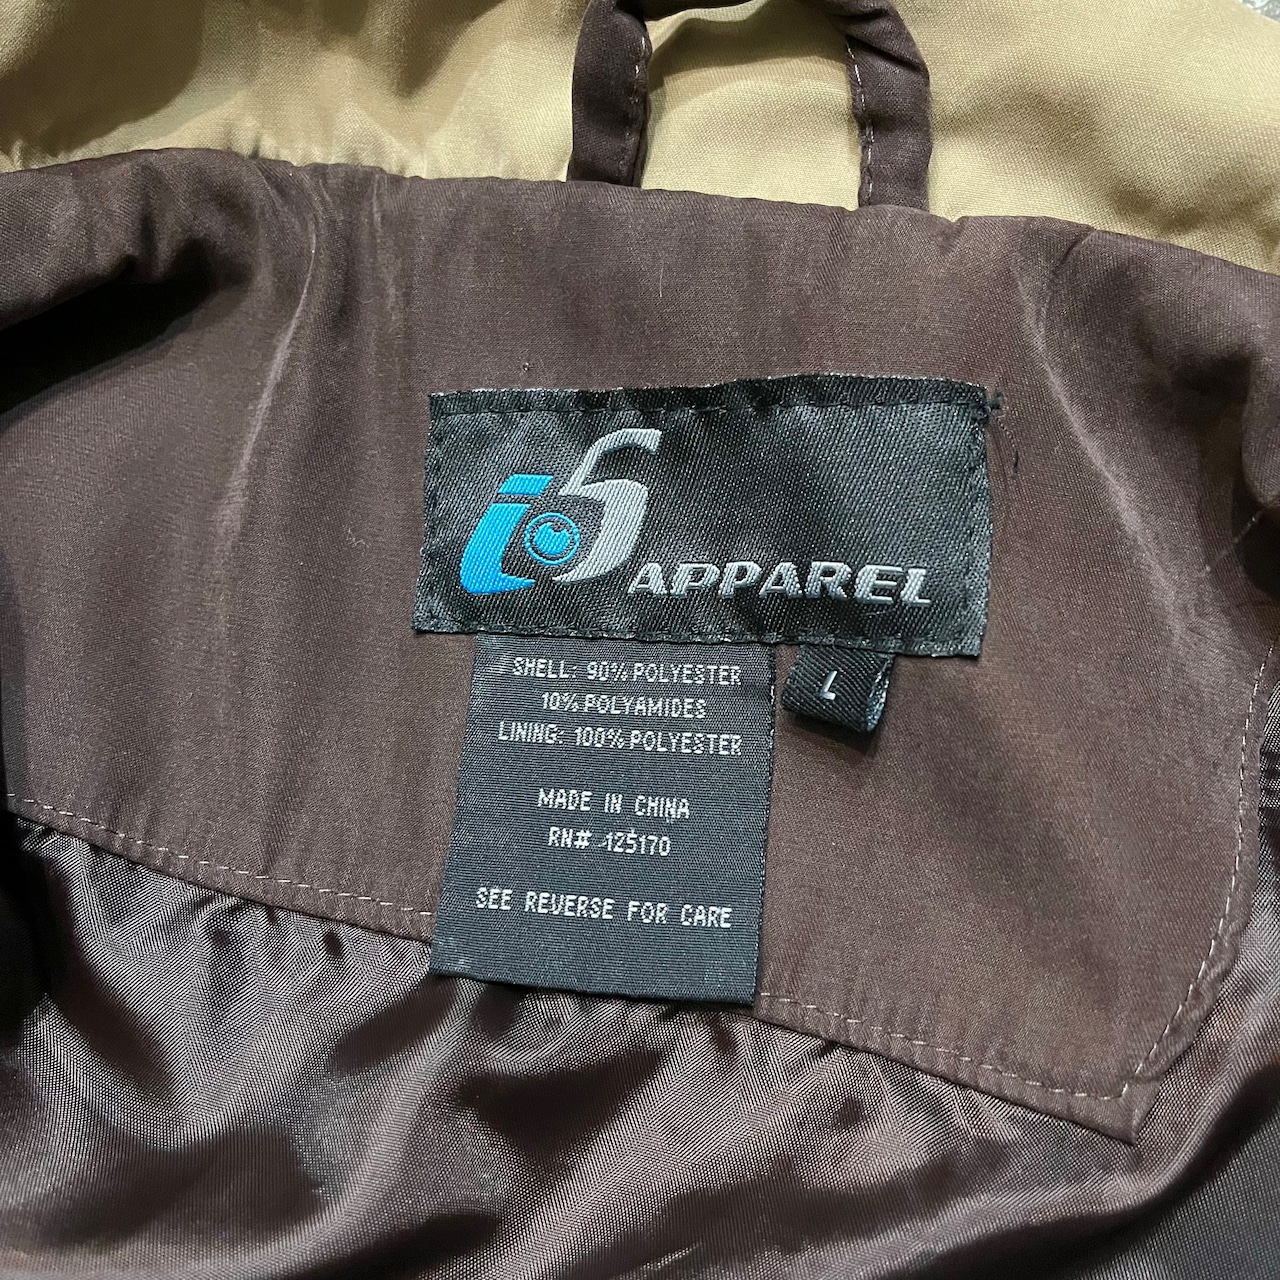 i5 APPAREL
SHELL: 90% POLYESTER
10% POLYAMIDES
LINING: 100% POLYESTER
MADE IN CHINA
RN# 125170
SEE REVERSE FOR CARE
L